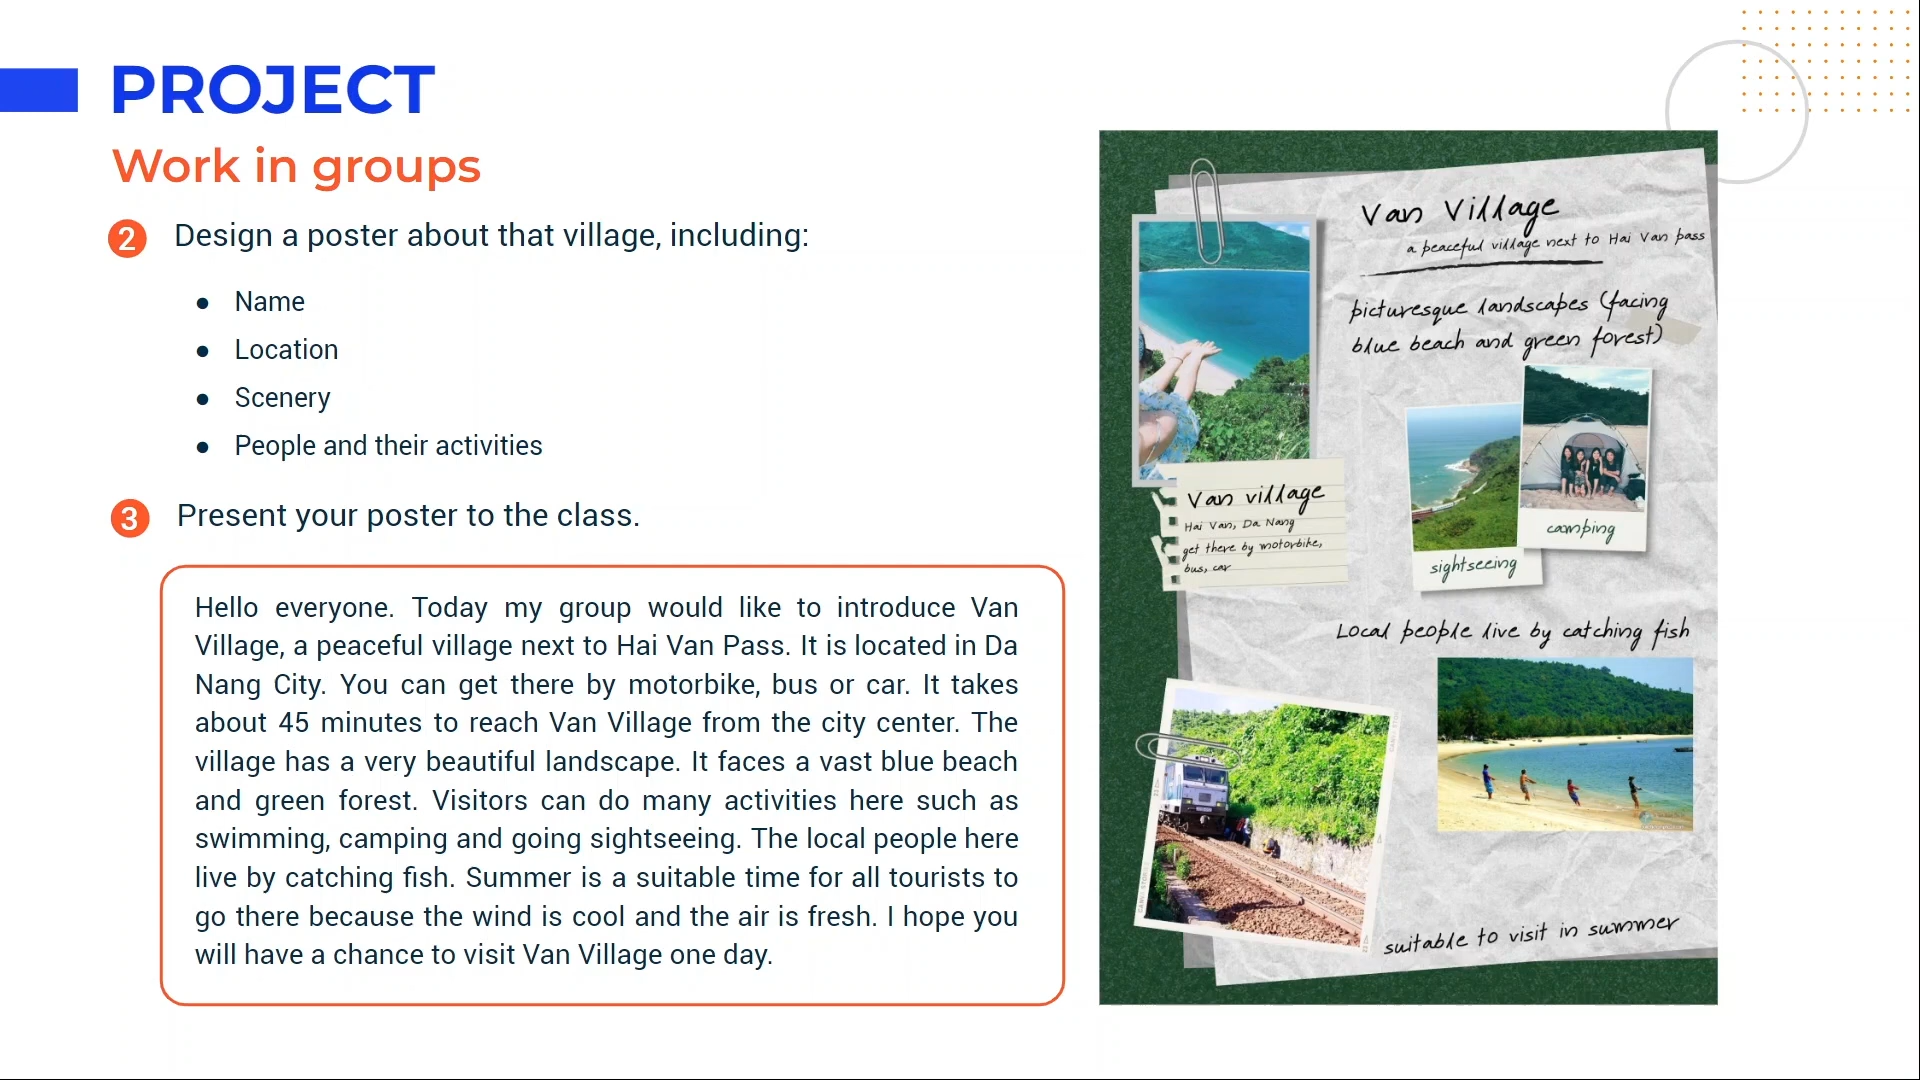 PROJECT
Work in groups
2 Design a poster about that village, including:
● Name
● Location
● Scenery
● People and their activities
3 Present your poster to the class.
Hello everyone. Today my group would like to introduce Van
Village, a peaceful village next to Hai Van Pass. It is located in Da
Nang City. You can get there by motorbike, bus or car. It takes
about 45 minutes to reach Van Village from the city center. The
village has a very beautiful landscape. It faces a vast blue beach
and green forest. Visitors can do many activities here such as
swimming, camping and going sightseeing. The local people here
live by catching fish. Summer is a suitable time for all tourists to
go there because the wind is cool and the air is fresh. I hope you
will have a chance to visit Van Village one day.
Van Village
a peaceful village next to Hai Van pass
picturesque landscapes (facing
blue beach and green forest)
Van village
Hai Van, Da Nang
get there by motorbike,
bus, car
camping
sightseeing
Local people live by catching fish
suitable to visit in summer